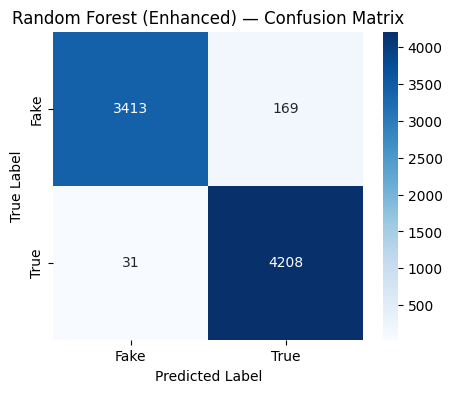 Random Forest (Enhanced) — Confusion Matrix
Fake
True
True Label
3413
169
31
4208
Fake
True
Predicted Label
4000
3500
3000
2500
2000
1500
1000
500